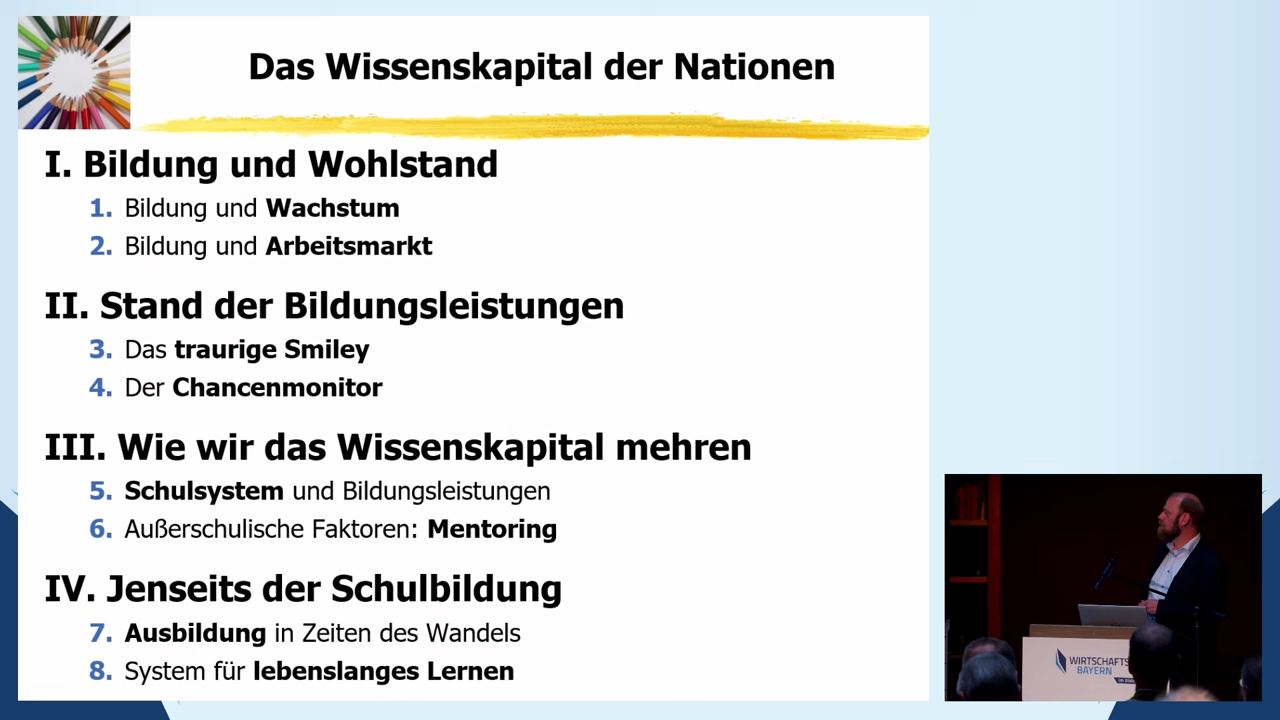 Das Wissenskapital der Nationen
I. Bildung und Wohlstand
1. Bildung und Wachstum
2. Bildung und Arbeitsmarkt
II. Stand der Bildungsleistungen
3. Das traurige Smiley
4. Der Chancenmonitor
III. Wie wir das Wissenskapital mehren
5. Schulsystem und Bildungsleistungen
6. Außerschulische Faktoren: Mentoring
IV. Jenseits der Schulbildung
7. Ausbildung in Zeiten des Wandels
8. System für lebenslanges Lernen
WIRTSCHAFTS
BAYERN